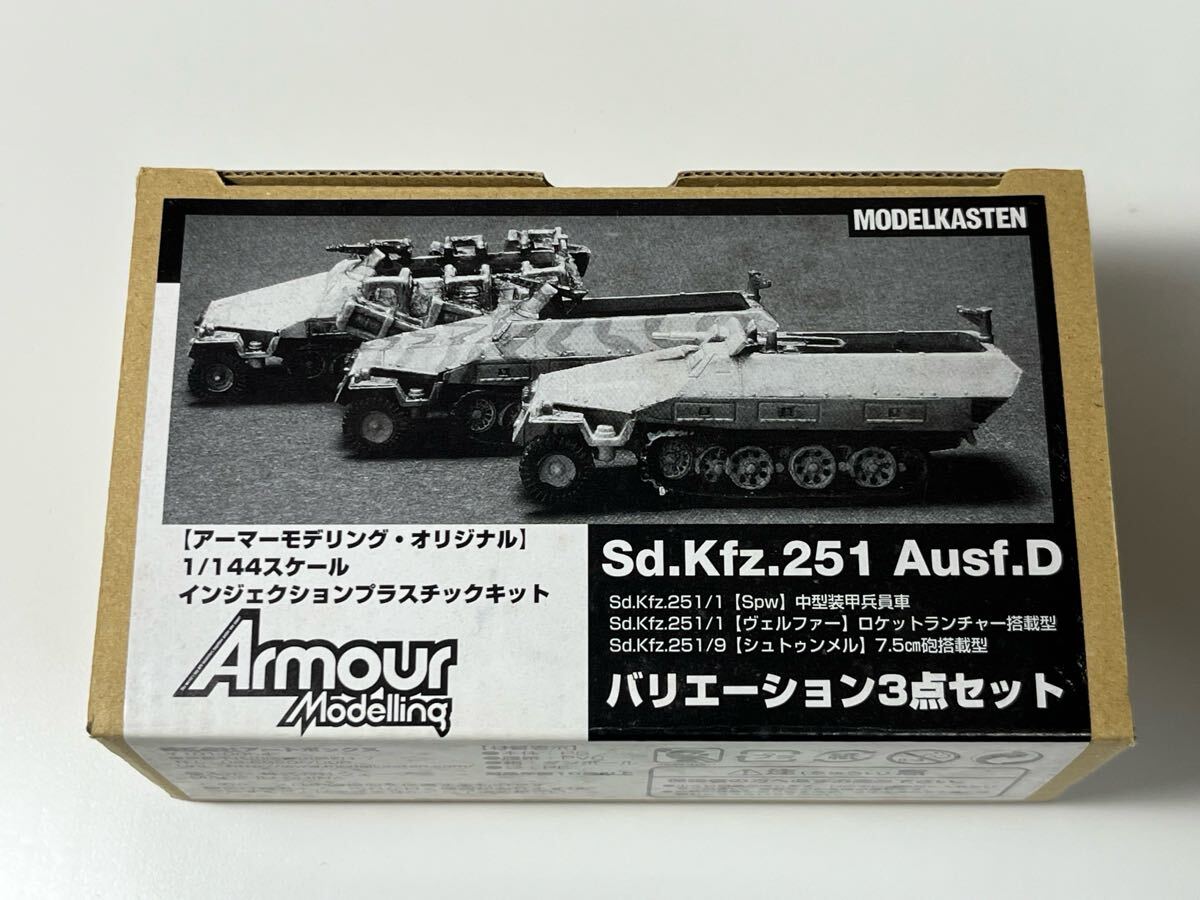 MODELKASTEN
【アーマーモデリング・オリジナル】
1/144スケール
インジェクションプラスチックキット
Armour
Modelling
Sd.Kfz.251 Ausf.D
Sd.Kfz.251/1【Spw】中型装甲兵員車
Sd.Kfz.251/1【ヴェルファー】ロケットランチャー搭載型
Sd.Kfz.251/9【シュトゥンメル】7.5cm砲搭載型
バリエーション3点セット